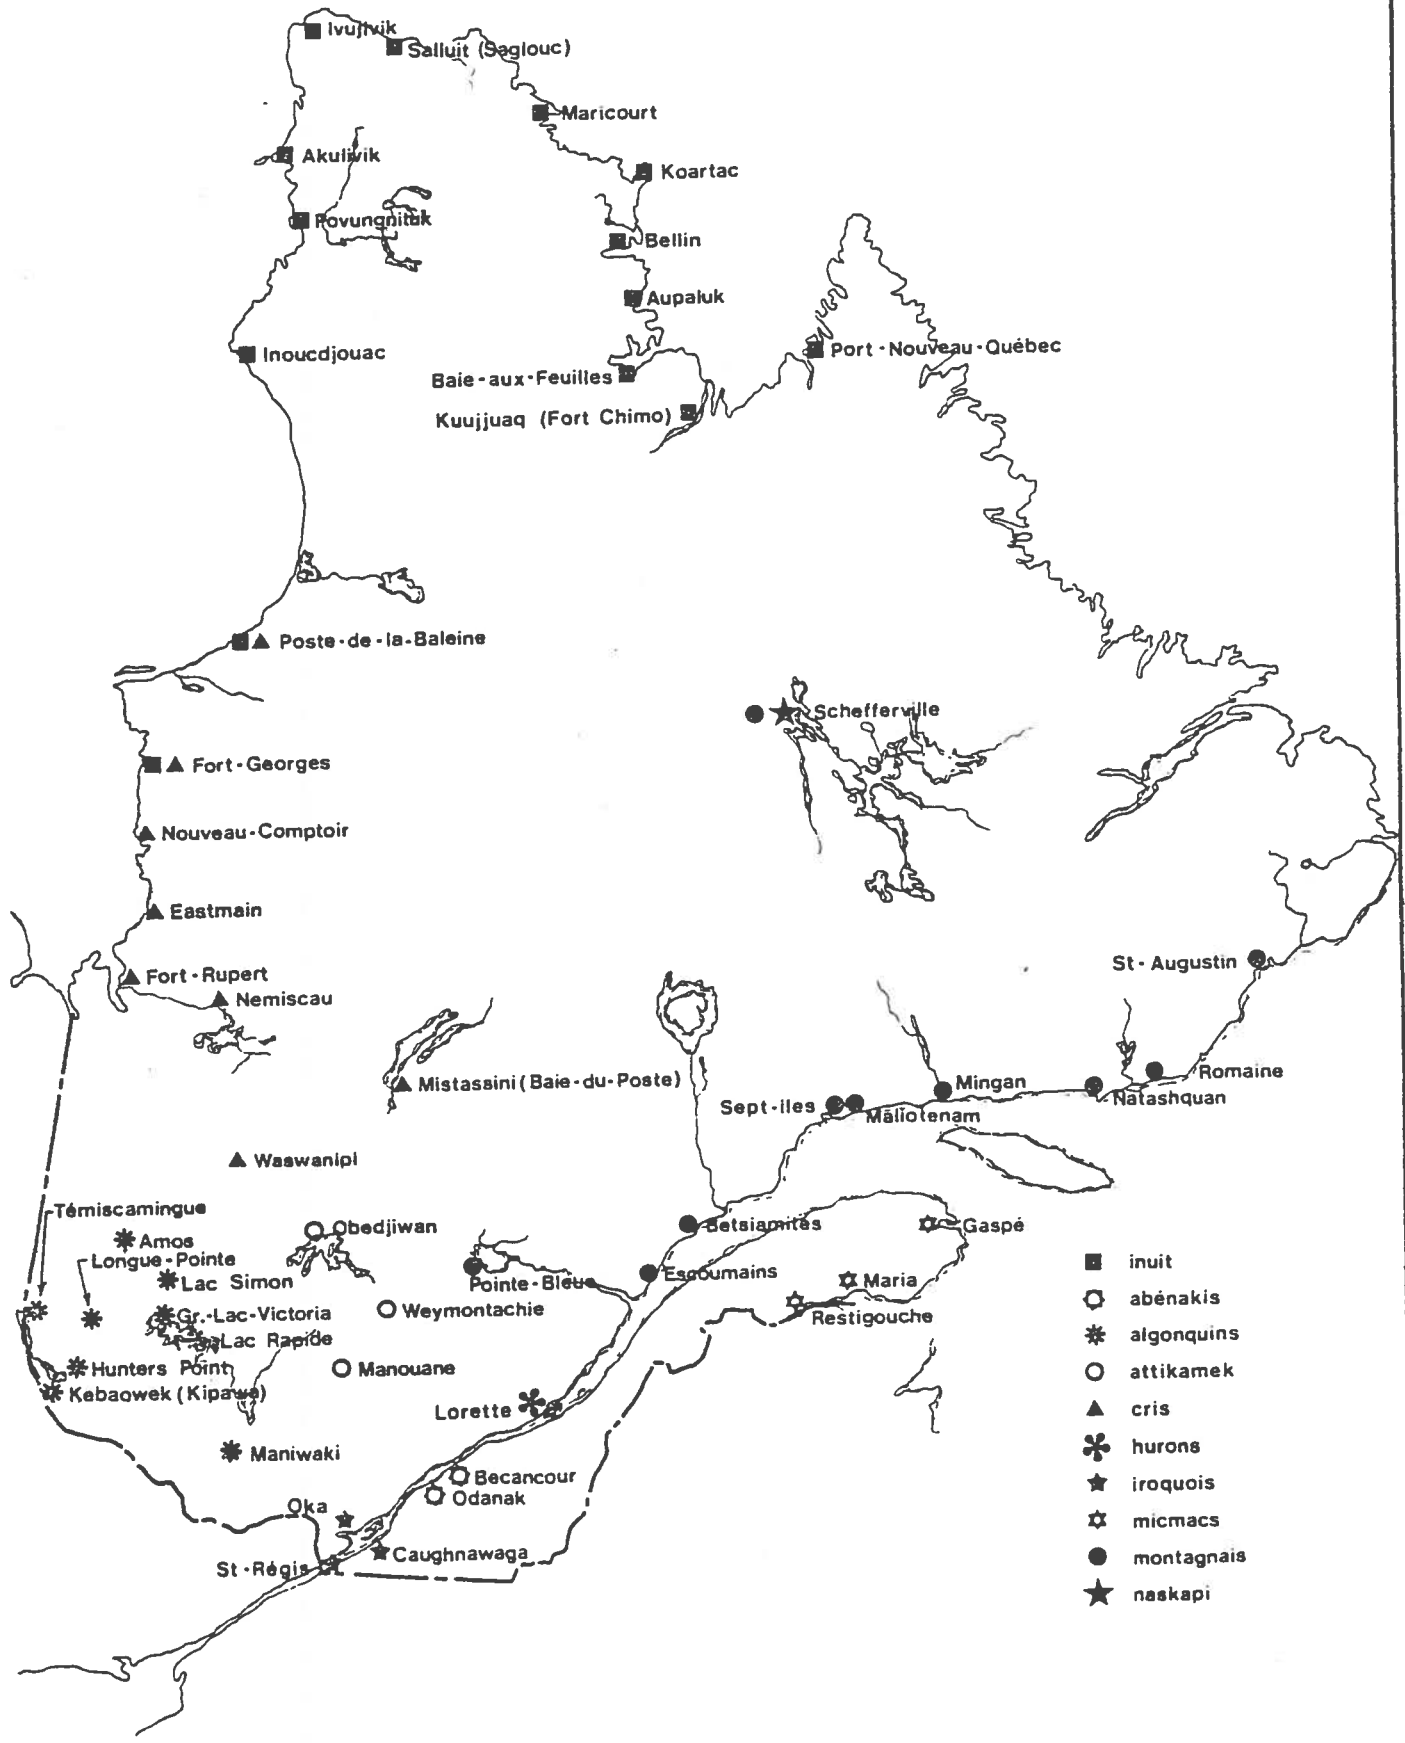 Ivujivik
Salluit (Saglouc)
Maricourt
Akulivik
Koartac
Povungnituk
Bellin
Aupaluk
Inoucdjouac
Port-Nouveau-Québec
Baie-aux-Feuilles
Kuujjuaq (Fort Chimo)
Poste-de-la-Baleine
Schefferville
Fort-Georges
Nouveau-Comptoir
Eastmain
St-Augustin
Fort-Rupert
Nemiscau
Mistassini (Baie-du-Poste)
Romaine
Mingan
Natashquan
Sept-iles
Maliotenam
Waswanipi
Témiscamingue
Obedjiwan
Betsiamites
Gaspé
Amos
Longue-Pointe
Lac Simon
Pointe-Bleue
Escoumains
Maria
Gr.-Lac-Victoria
Weymontachie
Restigouche
Lac Rapide
Hunters Point
Manouane
Kebaowek (Kipawa)
Lorette
Maniwaki
Becancour
Odanak
Oka
Caughnawaga
St-Régis
inuit
abénakis
algonquins
attikamek
cris
hurons
iroquois
micmacs
montagnais
naskapi